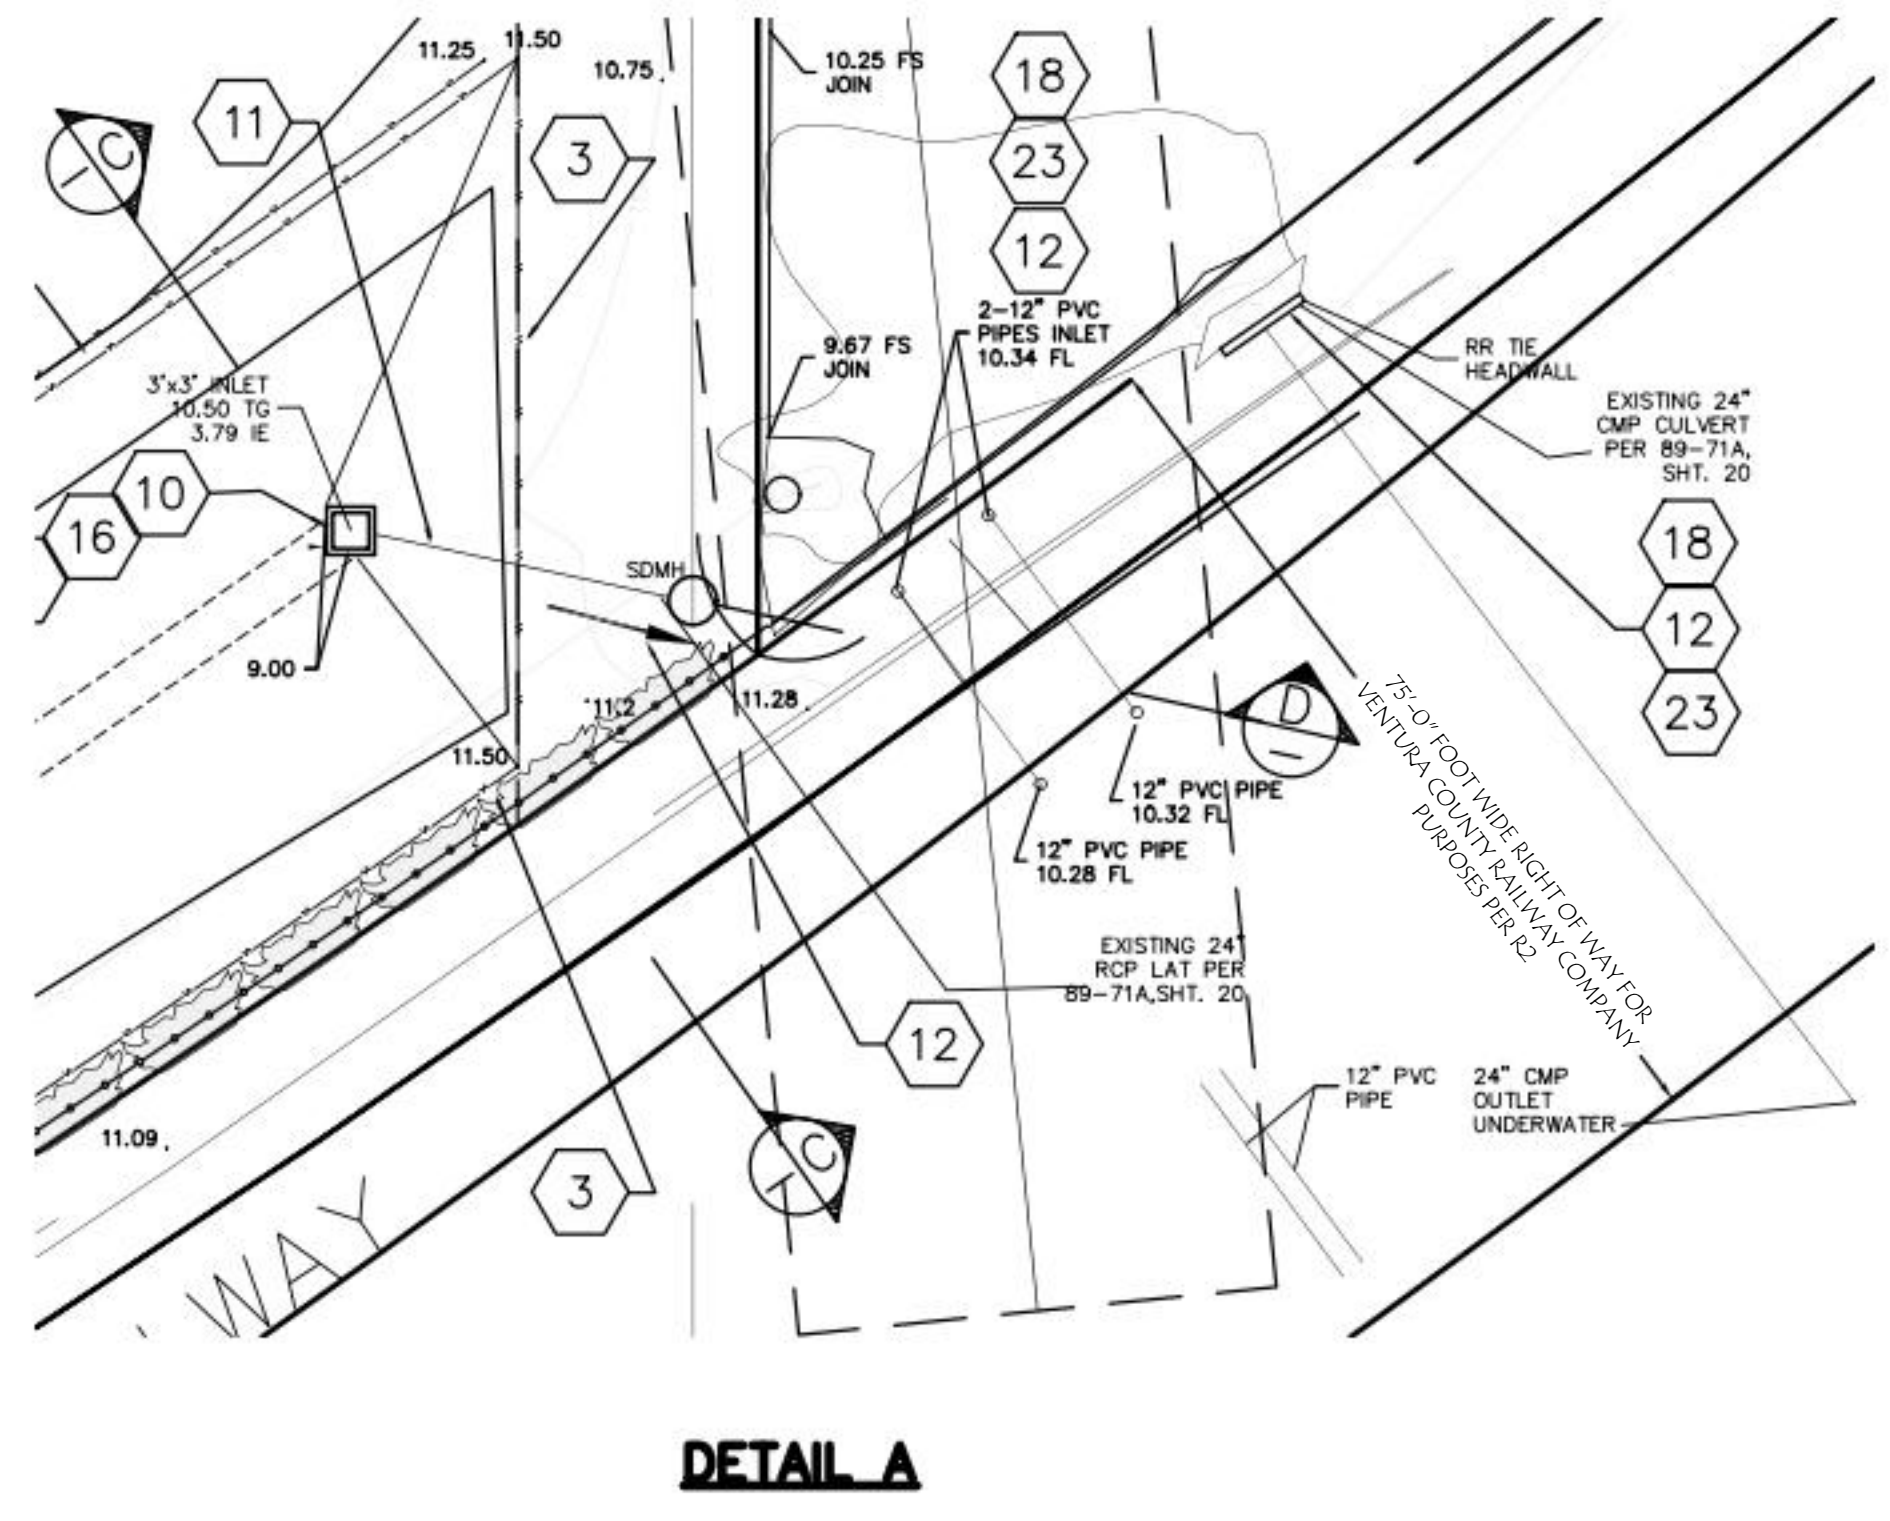 11.25
11.50
10.75
10.25 FS
JOIN
18
23
12
11
3
C
2-12" PVC
PIPES INLET
10.34 FL
9.67 FS
JOIN
RR TIE
HEADWALL
3'x3' INLET
10.50 TG
3.79 IE
EXISTING 24"
CMP CULVERT
PER 89-71A,
SHT. 20
10
16
18
12
23
SDMH
9.00
11.28
11.50
D
12" PVC PIPE
10.32 FL
12" PVC PIPE
10.28 FL
75'-0" FOOT WIDE RIGHT OF WAY FOR
VENTURA COUNTY RAILWAY COMPANY
PURPOSES PER R2
EXISTING 24"
RCP LAT PER
89-71A,SHT. 20
12
12" PVC
PIPE
24" CMP
OUTLET
UNDERWATER
11.09
3
C
WAY
DETAIL A